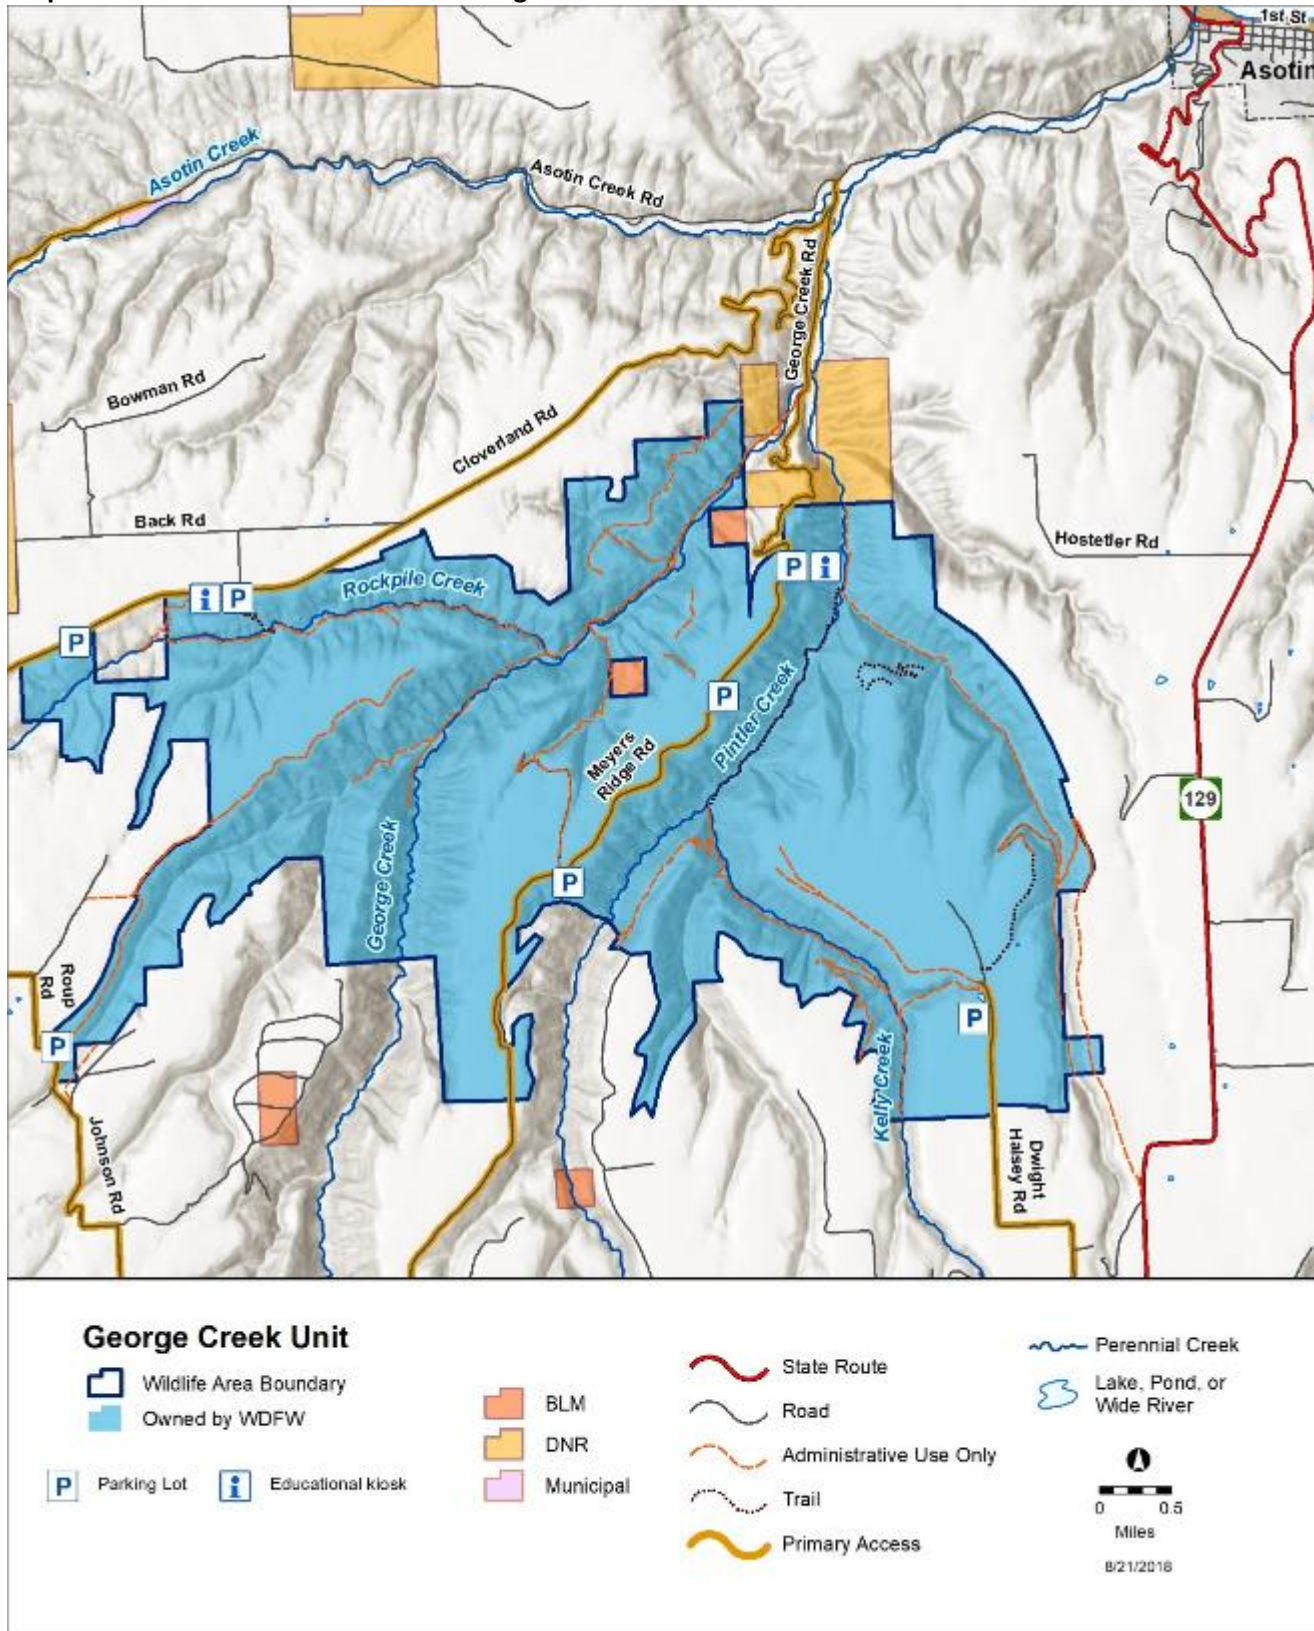 1st St
Asotin
Asotin Creek
Asotin Creek Rd
George Creek Rd
Bowman Rd
Cloverland Rd
Back Rd
Hostetler Rd
Rockpile Creek
P
i
i P
P
P
Pintler Creek
Meyers
Ridge Rd
129
George Creek
P
Roup
Rd
P
P
Kelly Creek
Johnson Rd
Dwight
Halsey Rd
George Creek Unit
Wildlife Area Boundary
Owned by WDFW
P Parking Lot
i Educational kiosk
BLM
DNR
Municipal
State Route
Road
Administrative Use Only
Trail
Primary Access
Perennial Creek
Lake, Pond, or
Wide River
0 0.5
Miles
8/21/2018